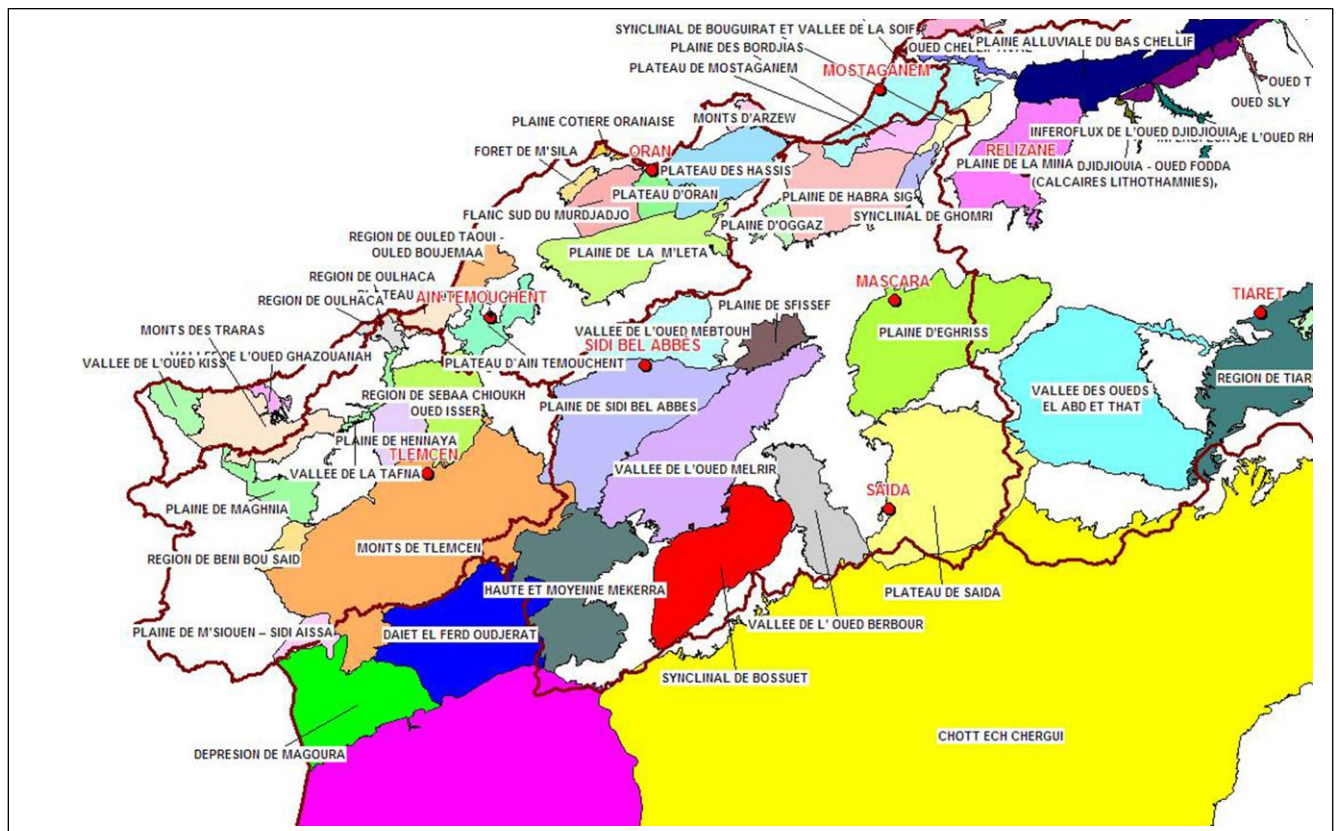 SYNCLINAL DE BOUGUIRAT ET VALLEE DE LA SOIF
OUED CHELLIF
PLAINE ALLUVIALE DU BAS CHELLIF
PLAINE DES BORDJIAS
PLATEAU DE MOSTAGANEM
MOSTAGANEM
OUED T
OUED SLY
PLAINE COTIERE ORANAISE
MONTS D'ARZEW
INFEROFLUX DE L'OUED DJIDJIOUIA
DE L'OUED RH
FORET DE M'SILA
ORAN
RELIZANE
PLATEAU DES HASSIS
PLAINE DE LA MINA
DJIDJIOUIA - OUED FODDA
(CALCAIRES LITHOTHAMNIES),
PLATEAU D'ORAN
PLAINE DE HABRA SIG
FLANC SUD DU MURDJADJO
SYNCLINAL DE GHOMRI
PLAINE D'OGGAZ
REGION DE OULED TAOUI -
OULED BOUJEMAA
PLAINE DE LA M'LETA
REGION DE OULHACA
MASCARA
TIARET
REGION DE OULHACA
AIN TEMOUCHENT
PLAINE DE SFISSEF
MONTS DES TRARAS
VALLEE DE L'OUED MEBTOUH
PLAINE D'EGHRISS
SIDI BEL ABBES
VALLEE DE L'OUED GHAZOUANAH
VALLEE DE L'OUED KISS
PLATEAU D'AIN TEMOUCHENT
REGION DE TIAR
REGION DE SEBAA CHIOUKH
VALLEE DES OUEDS
EL ABD ET THAT
OUED ISSER
PLAINE DE SIDI BEL ABBES
PLAINE DE HENNAYA
TLEMCEN
VALLEE DE LA TAFNA
VALLEE DE L'OUED MELRIR
SAIDA
PLAINE DE MAGHNIA
REGION DE BENI BOU SAID
MONTS DE TLEMCEN
HAUTE ET MOYENNE MEKERRA
PLATEAU DE SAIDA
VALLEE DE L' OUED BERBOUR
PLAINE DE M'SIOUEN – SIDI AISSA
DAIET EL FERD OUDJERAT
SYNCLINAL DE BOSSUET
CHOTT ECH CHERGUI
DEPRESION DE MAGOURA